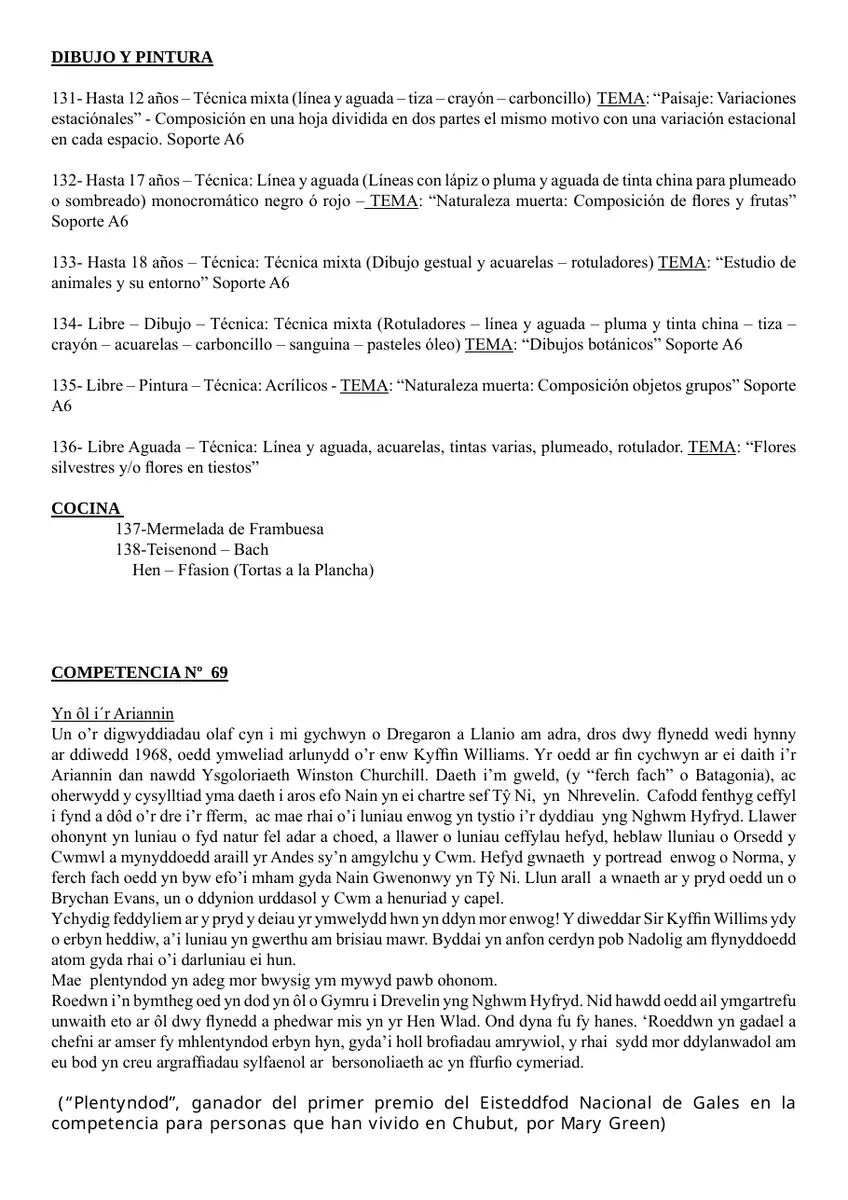 DIBUJO Y PINTURA
131- Hasta 12 años – Técnica mixta (línea y aguada – tiza – crayón – carboncillo)  TEMA: “Paisaje: Variaciones
estaciónales” - Composición en una hoja dividida en dos partes el mismo motivo con una variación estacional
en cada espacio. Soporte A6
132- Hasta 17 años – Técnica: Línea y aguada (Líneas con lápiz o pluma y aguada de tinta china para plumeado
o sombreado) monocromático negro ó rojo – TEMA: “Naturaleza muerta: Composición de flores y frutas”
Soporte A6
133- Hasta 18 años – Técnica: Técnica mixta (Dibujo gestual y acuarelas – rotuladores) TEMA: “Estudio de
animales y su entorno” Soporte A6
134- Libre – Dibujo – Técnica: Técnica mixta (Rotuladores – línea y aguada – pluma y tinta china – tiza –
crayón – acuarelas – carboncillo – sanguina – pasteles óleo) TEMA: “Dibujos botánicos” Soporte A6
135- Libre – Pintura – Técnica: Acrílicos - TEMA: “Naturaleza muerta: Composición objetos grupos” Soporte
A6
136- Libre Aguada – Técnica: Línea y aguada, acuarelas, tintas varias, plumeado, rotulador. TEMA: “Flores
silvestres y/o flores en tiestos”
COCINA
137-Mermelada de Frambuesa
138-Teisenond – Bach
Hen – Ffasion (Tortas a la Plancha)
COMPETENCIA Nº  69
Yn ôl i´r Ariannin
Un o’r digwyddiadau olaf cyn i mi gychwyn o Dregaron a Llanio am adra, dros dwy flynedd wedi hynny
ar ddiwedd 1968, oedd ymweliad arlunydd o’r enw Kyffin Williams. Yr oedd ar fin cychwyn ar ei daith i’r
Ariannin dan nawdd Ysgoloriaeth Winston Churchill. Daeth i’m gweld, (y “ferch fach” o Batagonia), ac
oherwydd y cysylltiad yma daeth i aros efo Nain yn ei chartre sef Tŷ Ni,  yn  Nhrevelin.  Cafodd fenthyg ceffyl
i fynd a dôd o’r dre i’r fferm,  ac mae rhai o’i luniau enwog yn tystio i’r dyddiau  yng Nghwm Hyfryd. Llawer
ohonynt yn luniau o fyd natur fel adar a choed, a llawer o luniau ceffylau hefyd, heblaw lluniau o Orsedd y
Cwmwl a mynyddoedd araill yr Andes sy’n amgylchu y Cwm. Hefyd gwnaeth  y portread  enwog o Norma, y
ferch fach oedd yn byw efo’i mham gyda Nain Gwenonwy yn Tŷ Ni. Llun arall  a wnaeth ar y pryd oedd un o
Brychan Evans, un o ddynion urddasol y Cwm a henuriad y capel.
Ychydig feddyliem ar y pryd y deiau yr ymwelydd hwn yn ddyn mor enwog! Y diweddar Sir Kyffin Willims ydy
o erbyn heddiw, a’i luniau yn gwerthu am brisiau mawr. Byddai yn anfon cerdyn pob Nadolig am flynyddoedd
atom gyda rhai o’i darluniau ei hun.
Mae  plentyndod yn adeg mor bwysig ym mywyd pawb ohonom.
Roedwn i’n bymtheg oed yn dod yn ôl o Gymru i Drevelin yng Nghwm Hyfryd. Nid hawdd oedd ail ymgartrefu
unwaith eto ar ôl dwy flynedd a phedwar mis yn yr Hen Wlad. Ond dyna fu fy hanes. ‘Roeddwn yn gadael a
chefni ar amser fy mhlentyndod erbyn hyn, gyda’i holl brofiadau amrywiol, y rhai  sydd mor ddylanwadol am
eu bod yn creu argraffiadau sylfaenol ar  bersonoliaeth ac yn ffurfio cymeriad.
(“Plentyndod”, ganador del primer premio del Eisteddfod Nacional de Gales en la
competencia para personas que han vivido en Chubut, por Mary Green)